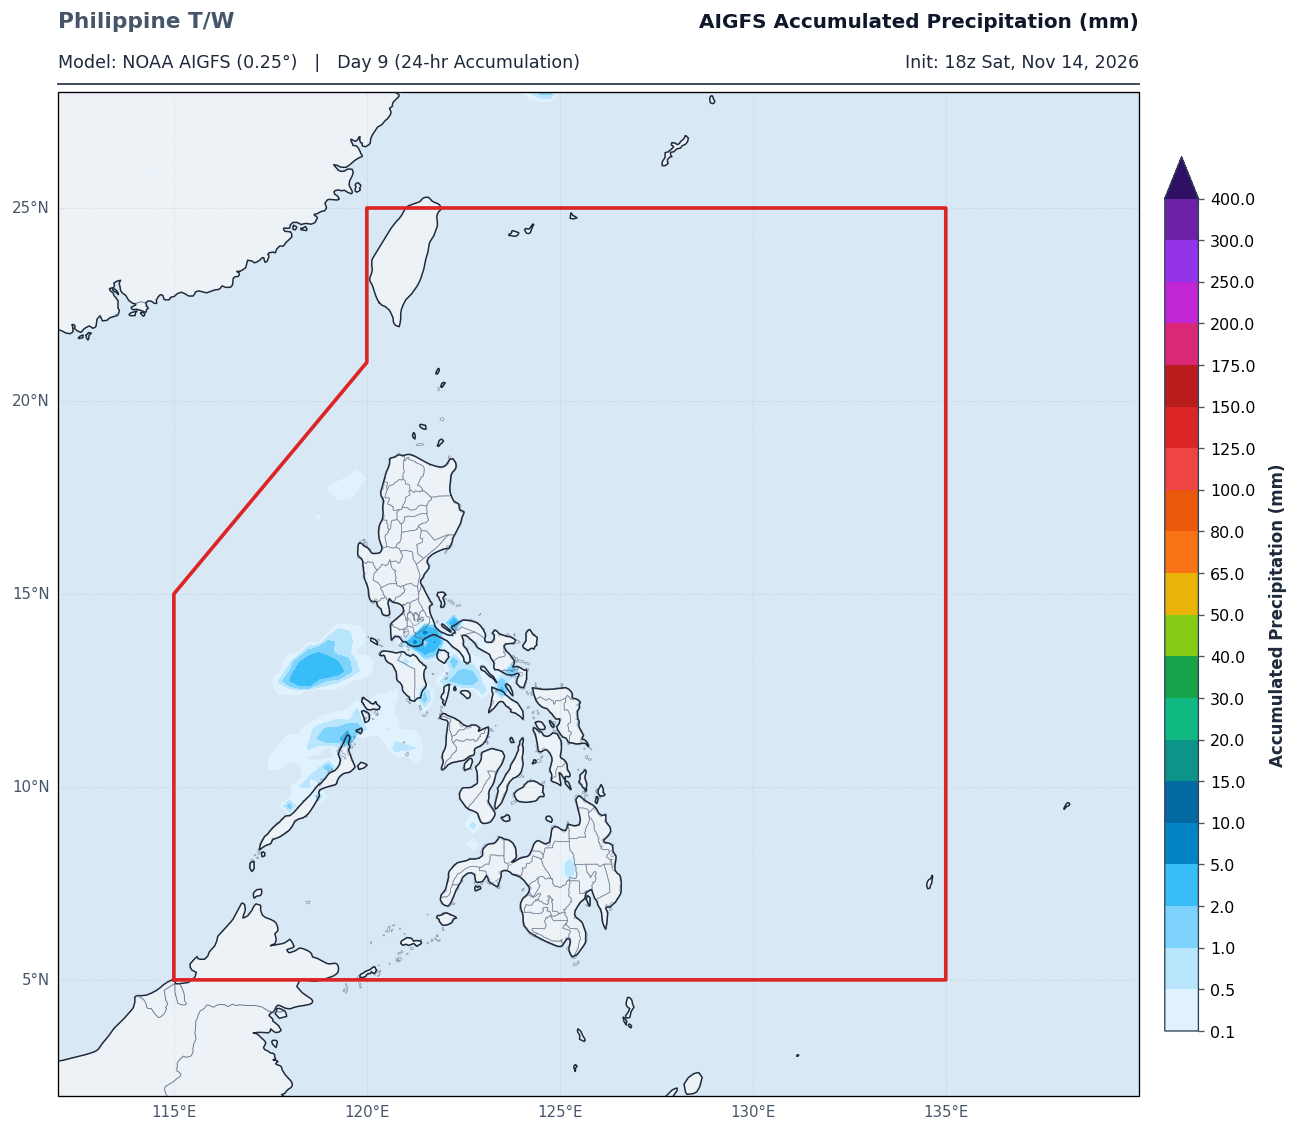 Philippine T/W
AIGFS Accumulated Precipitation (mm)
Model: NOAA AIGFS (0.25°)   |   Day 9 (24-hr Accumulation)
Init: 18z Sat, Nov 14, 2026
25°N
20°N
15°N
10°N
5°N
115°E
120°E
125°E
130°E
135°E
400.0
300.0
250.0
200.0
175.0
150.0
125.0
100.0
80.0
65.0
50.0
40.0
30.0
20.0
15.0
10.0
5.0
2.0
1.0
0.5
0.1
Accumulated Precipitation (mm)